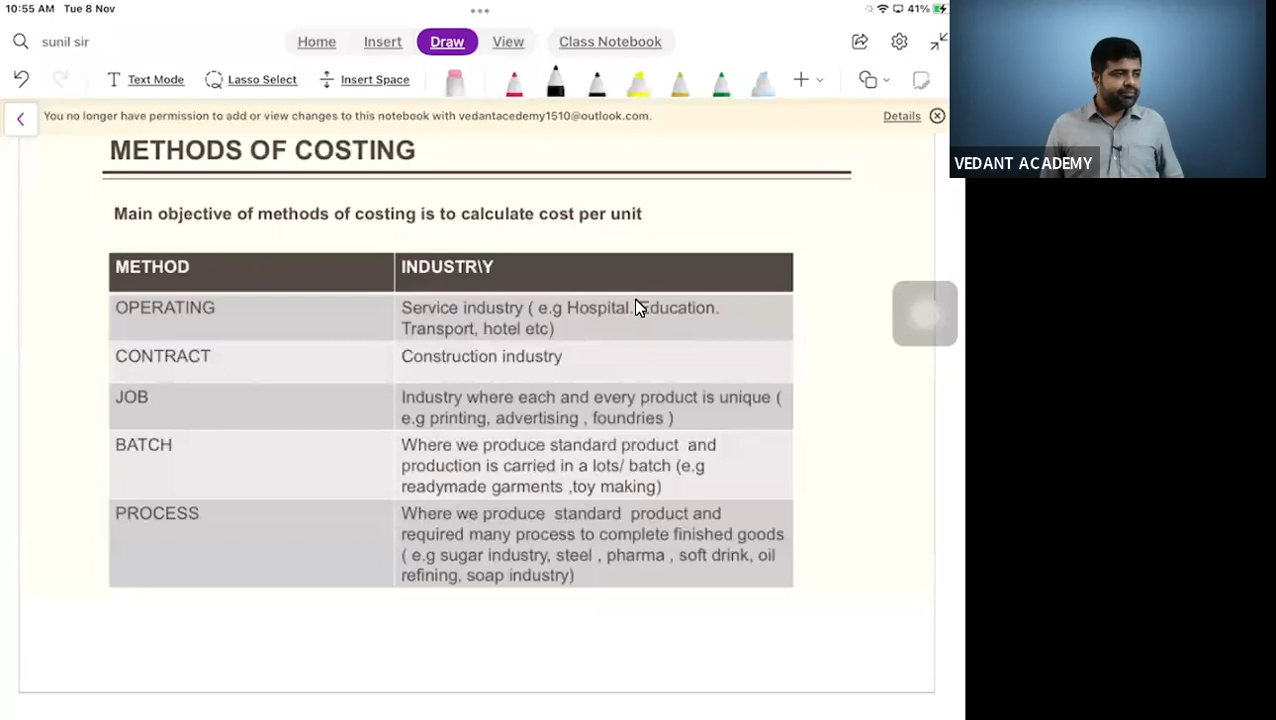 10:55 AM Tue 8 Nov
41%
sunil sir
Home Insert Draw View Class Notebook
Text Mode Lasso Select Insert Space
You no longer have permission to add or view changes to this notebook with vedantacedemy1510@outlook.com.
Details
VEDANT ACADEMY
METHODS OF COSTING
Main objective of methods of costing is to calculate cost per unit
METHOD INDUSTR\Y
OPERATING Service industry ( e.g Hospital. Education.
Transport, hotel etc)
CONTRACT Construction industry
JOB Industry where each and every product is unique (
e.g printing, advertising , foundries )
BATCH Where we produce standard product and
production is carried in a lots/ batch (e.g
readymade garments ,toy making)
PROCESS Where we produce standard product and
required many process to complete finished goods
( e.g sugar industry, steel , pharma , soft drink, oil
refining, soap industry)